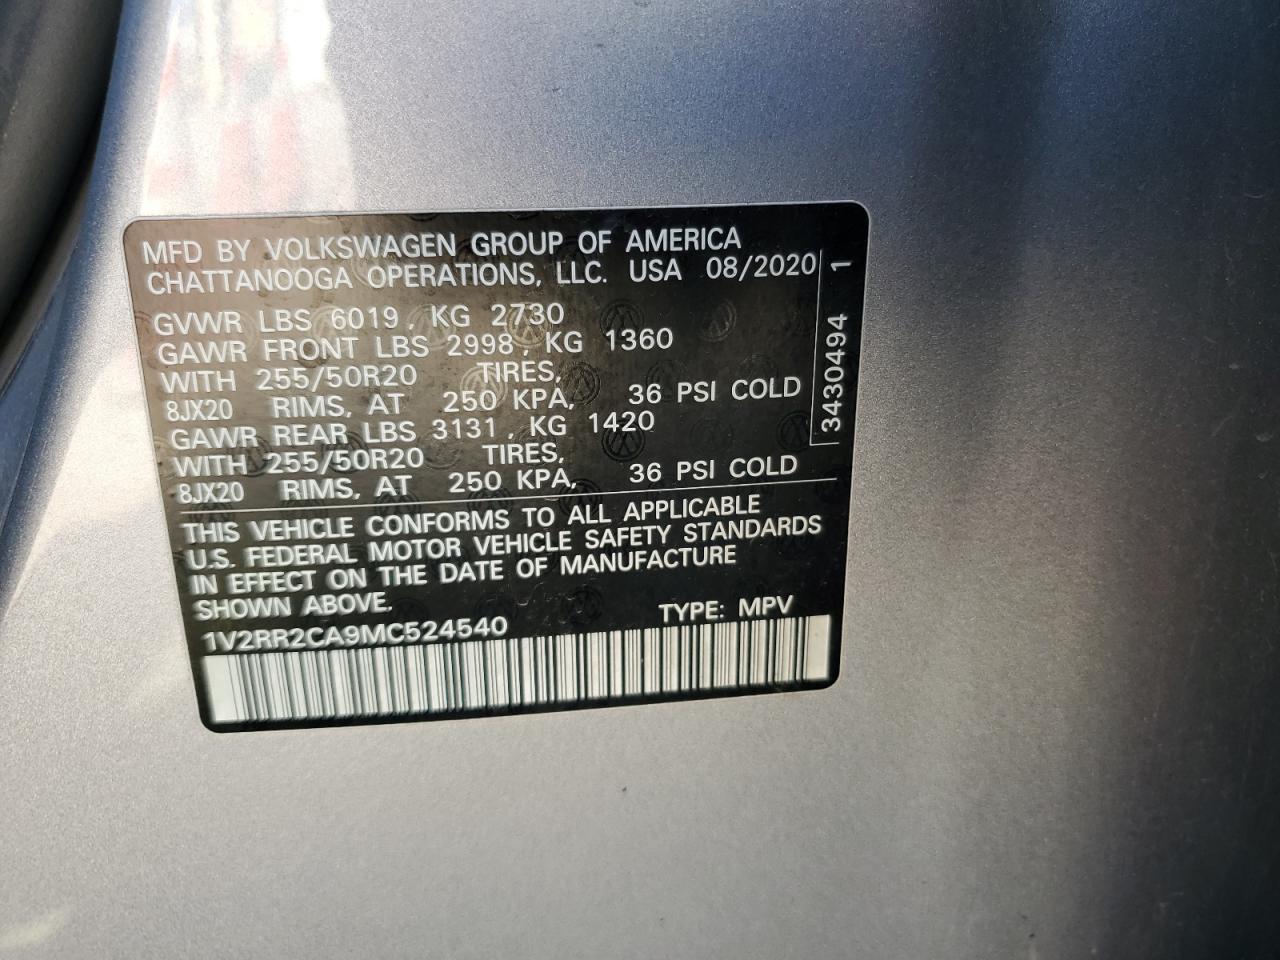 MFD BY VOLKSWAGEN GROUP OF AMERICA
CHATTANOOGA OPERATIONS, LLC. USA 08/2020
GVWR LBS 6019, KG 2730
GAWR FRONT LBS 2998, KG 1360
WITH 255/50R20 TIRES,
8JX20 RIMS, AT 250 KPA, 36 PSI COLD
GAWR REAR LBS 3131, KG 1420
WITH 255/50R20 TIRES,
8JX20 RIMS, AT 250 KPA, 36 PSI COLD
3430494 1
THIS VEHICLE CONFORMS TO ALL APPLICABLE
U.S. FEDERAL MOTOR VEHICLE SAFETY STANDARDS
IN EFFECT ON THE DATE OF MANUFACTURE
SHOWN ABOVE.
TYPE: MPV
1V2RR2CA9MC524540